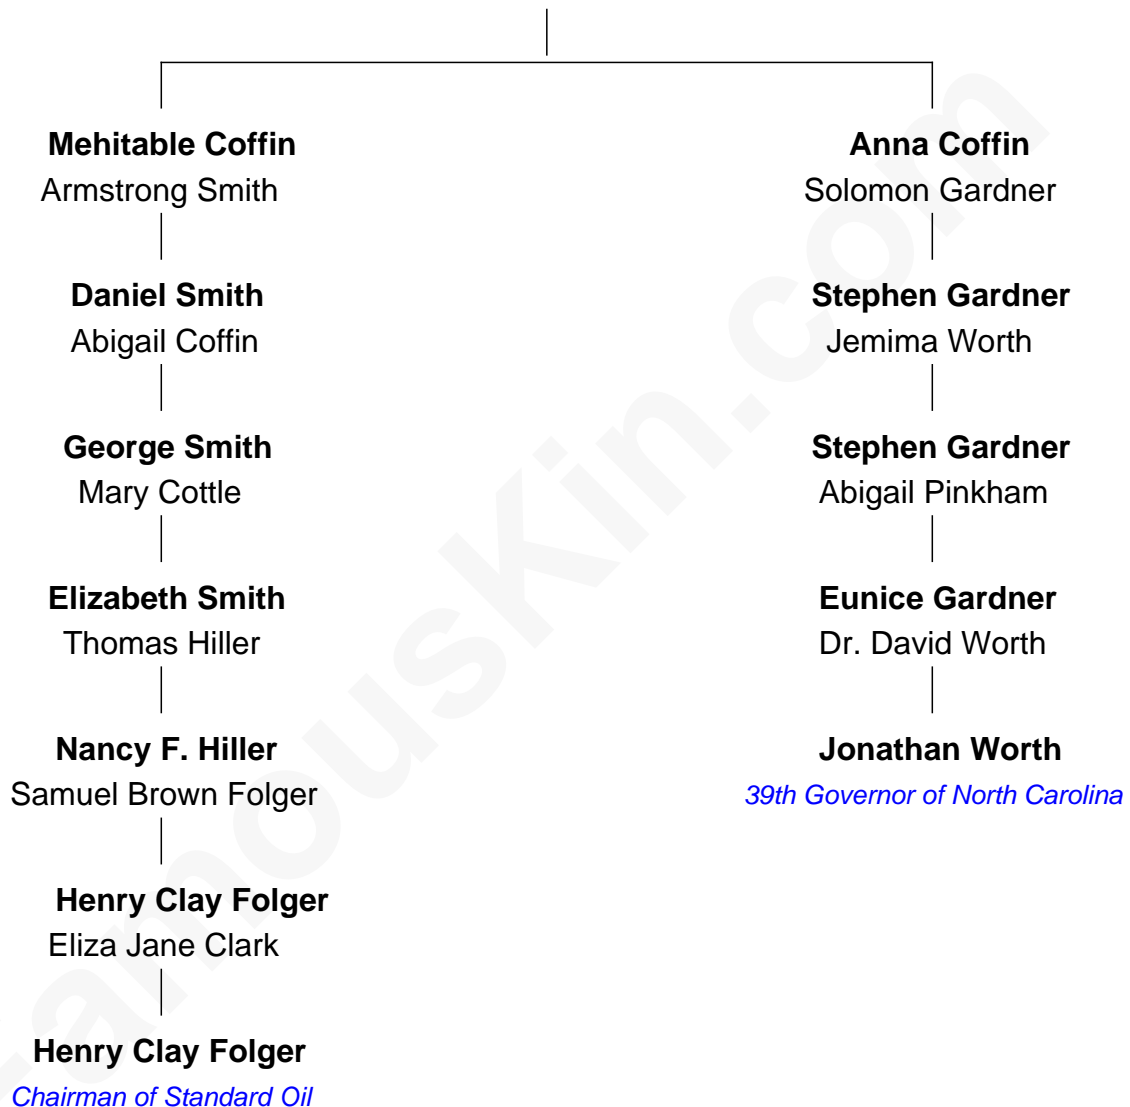 Mehitable Coffin
Armstrong Smith
Daniel Smith
Abigail Coffin
George Smith
Mary Cottle
Elizabeth Smith
Thomas Hiller
Nancy F. Hiller
Samuel Brown Folger
Henry Clay Folger
Eliza Jane Clark
Henry Clay Folger
Chairman of Standard Oil
Anna Coffin
Solomon Gardner
Stephen Gardner
Jemima Worth
Stephen Gardner
Abigail Pinkham
Eunice Gardner
Dr. David Worth
Jonathan Worth
39th Governor of North Carolina
FamousKin.com